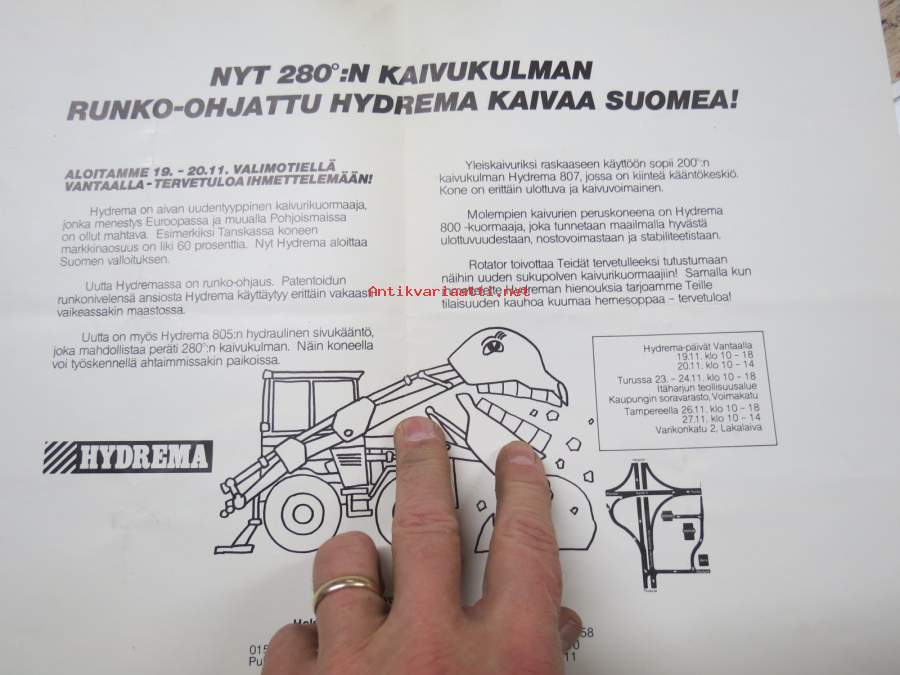 NYT 280°:N KAIVUKULMAN
RUNKO-OHJATTU HYDREMA KAIVAA SUOMEA!
ALOITAMME 19. - 20.11. VALIMOTIELLÄ
VANTAALLA - TERVETULOA IHMETTELEMÄÄN!
Hydrema on aivan uudentyyppinen kaivurikuormaaja,
jonka menestys Euroopassa ja muualla Pohjoismaissa
on ollut mahtava. Esimerkiksi Tanskassa koneen
markkinaosuus on liki 60 prosenttia. Nyt Hydrema aloittaa
Suomen valloituksen.
Uutta Hydremassa on runko-ohjaus. Patentoidun
runkonivelensä ansiosta Hydrema käyttäytyy erittäin vakaasti
vaikeassakin maastossa.
Uutta on myös Hydrema 805:n hydraulinen sivukääntö,
joka mahdollistaa peräti 280°:n kaivukulman. Näin koneella
voi työskennellä ahtaimmissakin paikoissa.
HYDREMA
Yleiskaivuriksi raskaaseen käyttöön sopii 200°:n
kaivukulman Hydrema 807, jossa on kiinteä kääntökeskiö.
Kone on erittäin ulottuva ja kaivuvoimainen.
Molempien kaivurien peruskoneena on Hydrema
800 -kuormaaja, joka tunnetaan maailmalla hyvästä
ulottuvuudestaan, nostovoimastaan ja stabiliteetistaan.
Rotator toivottaa Teidät tervetulleeksi tutustumaan
näihin uuden sukupolven kaivurikuormaajiin! Samalla kun
Hydreman hienouksia tarjoamme Teille
tilaisuuden kauhoa kuumaa hernesoppaa - tervetuloa!
Antikvariaatti.net
Hydrema-päivät Vantaalla
19.11. klo 10 - 18
20.11. klo 10 - 14
Turussa 23. - 24.11. klo 10 - 18
Itäharjun teollisuusalue
Kaupungin soravarasto, Voimakatu
Tampereella 26.11. klo 10 - 18
27.11. klo 10 - 14
Varikonkatu 2, Lakalaiva